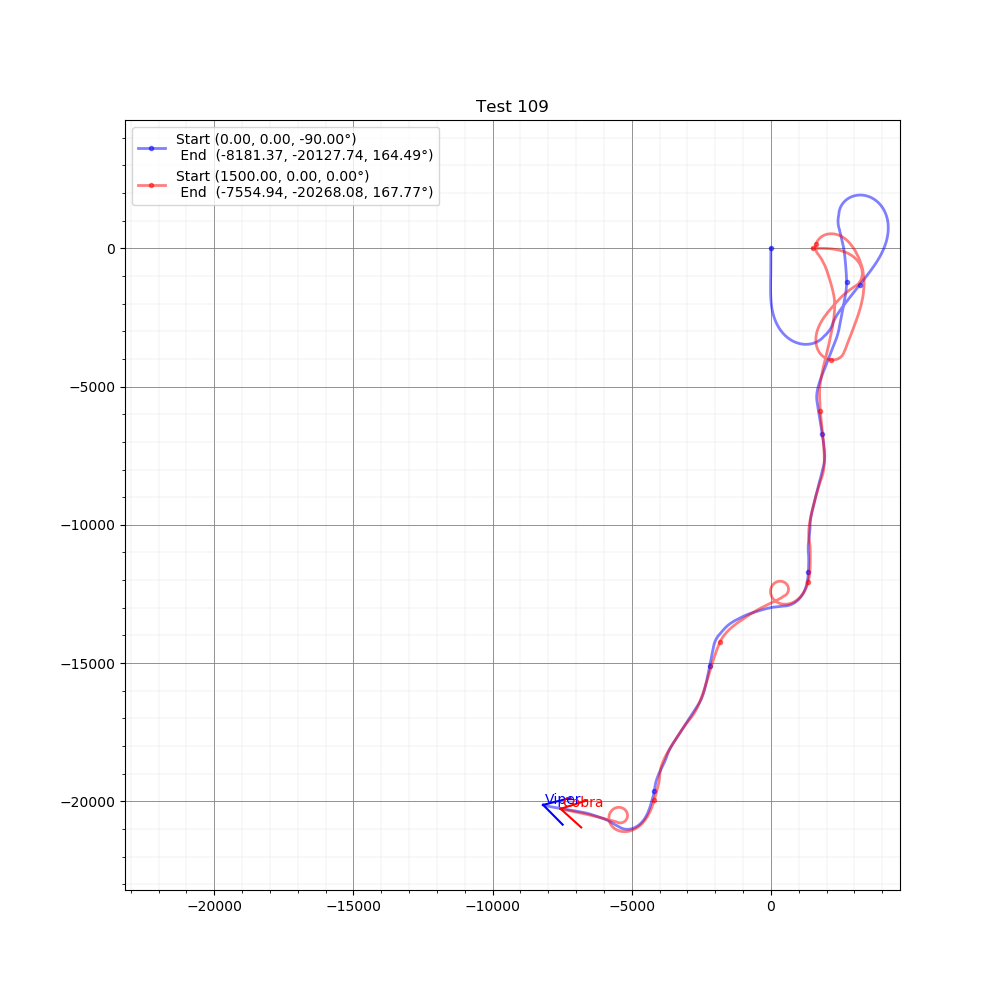 Test 109
Start (0.00, 0.00, -90.00°)
End (-8181.37, -20127.74, 164.49°)
Start (1500.00, 0.00, 0.00°)
End (-7554.94, -20268.08, 167.77°)
0
−5000
−10000
−15000
−20000
Viper
Cobra
−20000
−15000
−10000
−5000
0